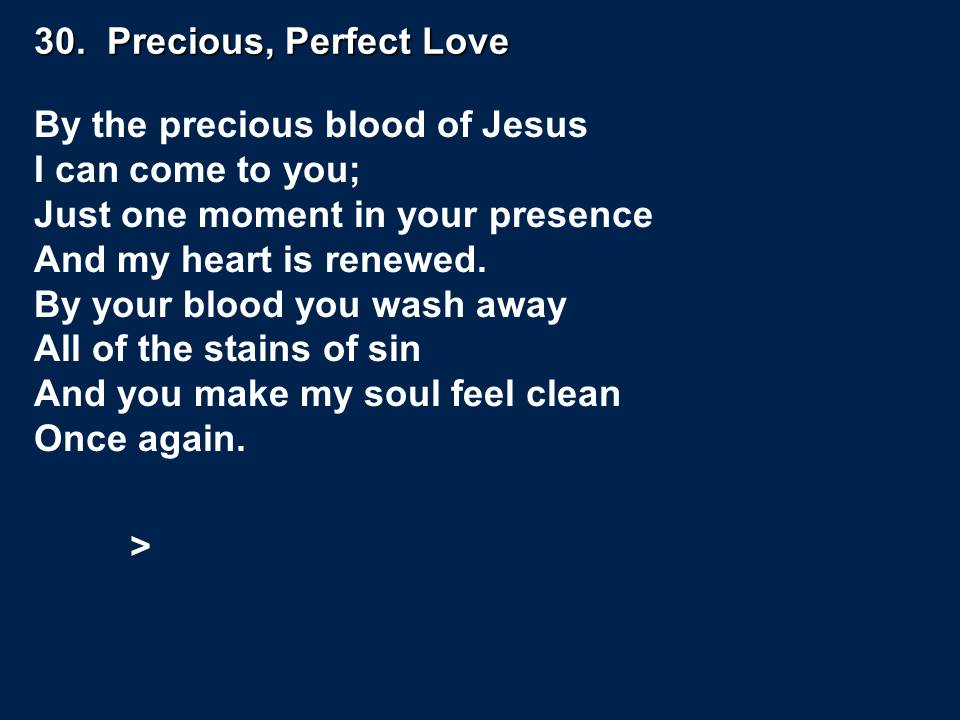 30.  Precious, Perfect Love
By the precious blood of Jesus
I can come to you;
Just one moment in your presence
And my heart is renewed.
By your blood you wash away
All of the stains of sin
And you make my soul feel clean
Once again.
>